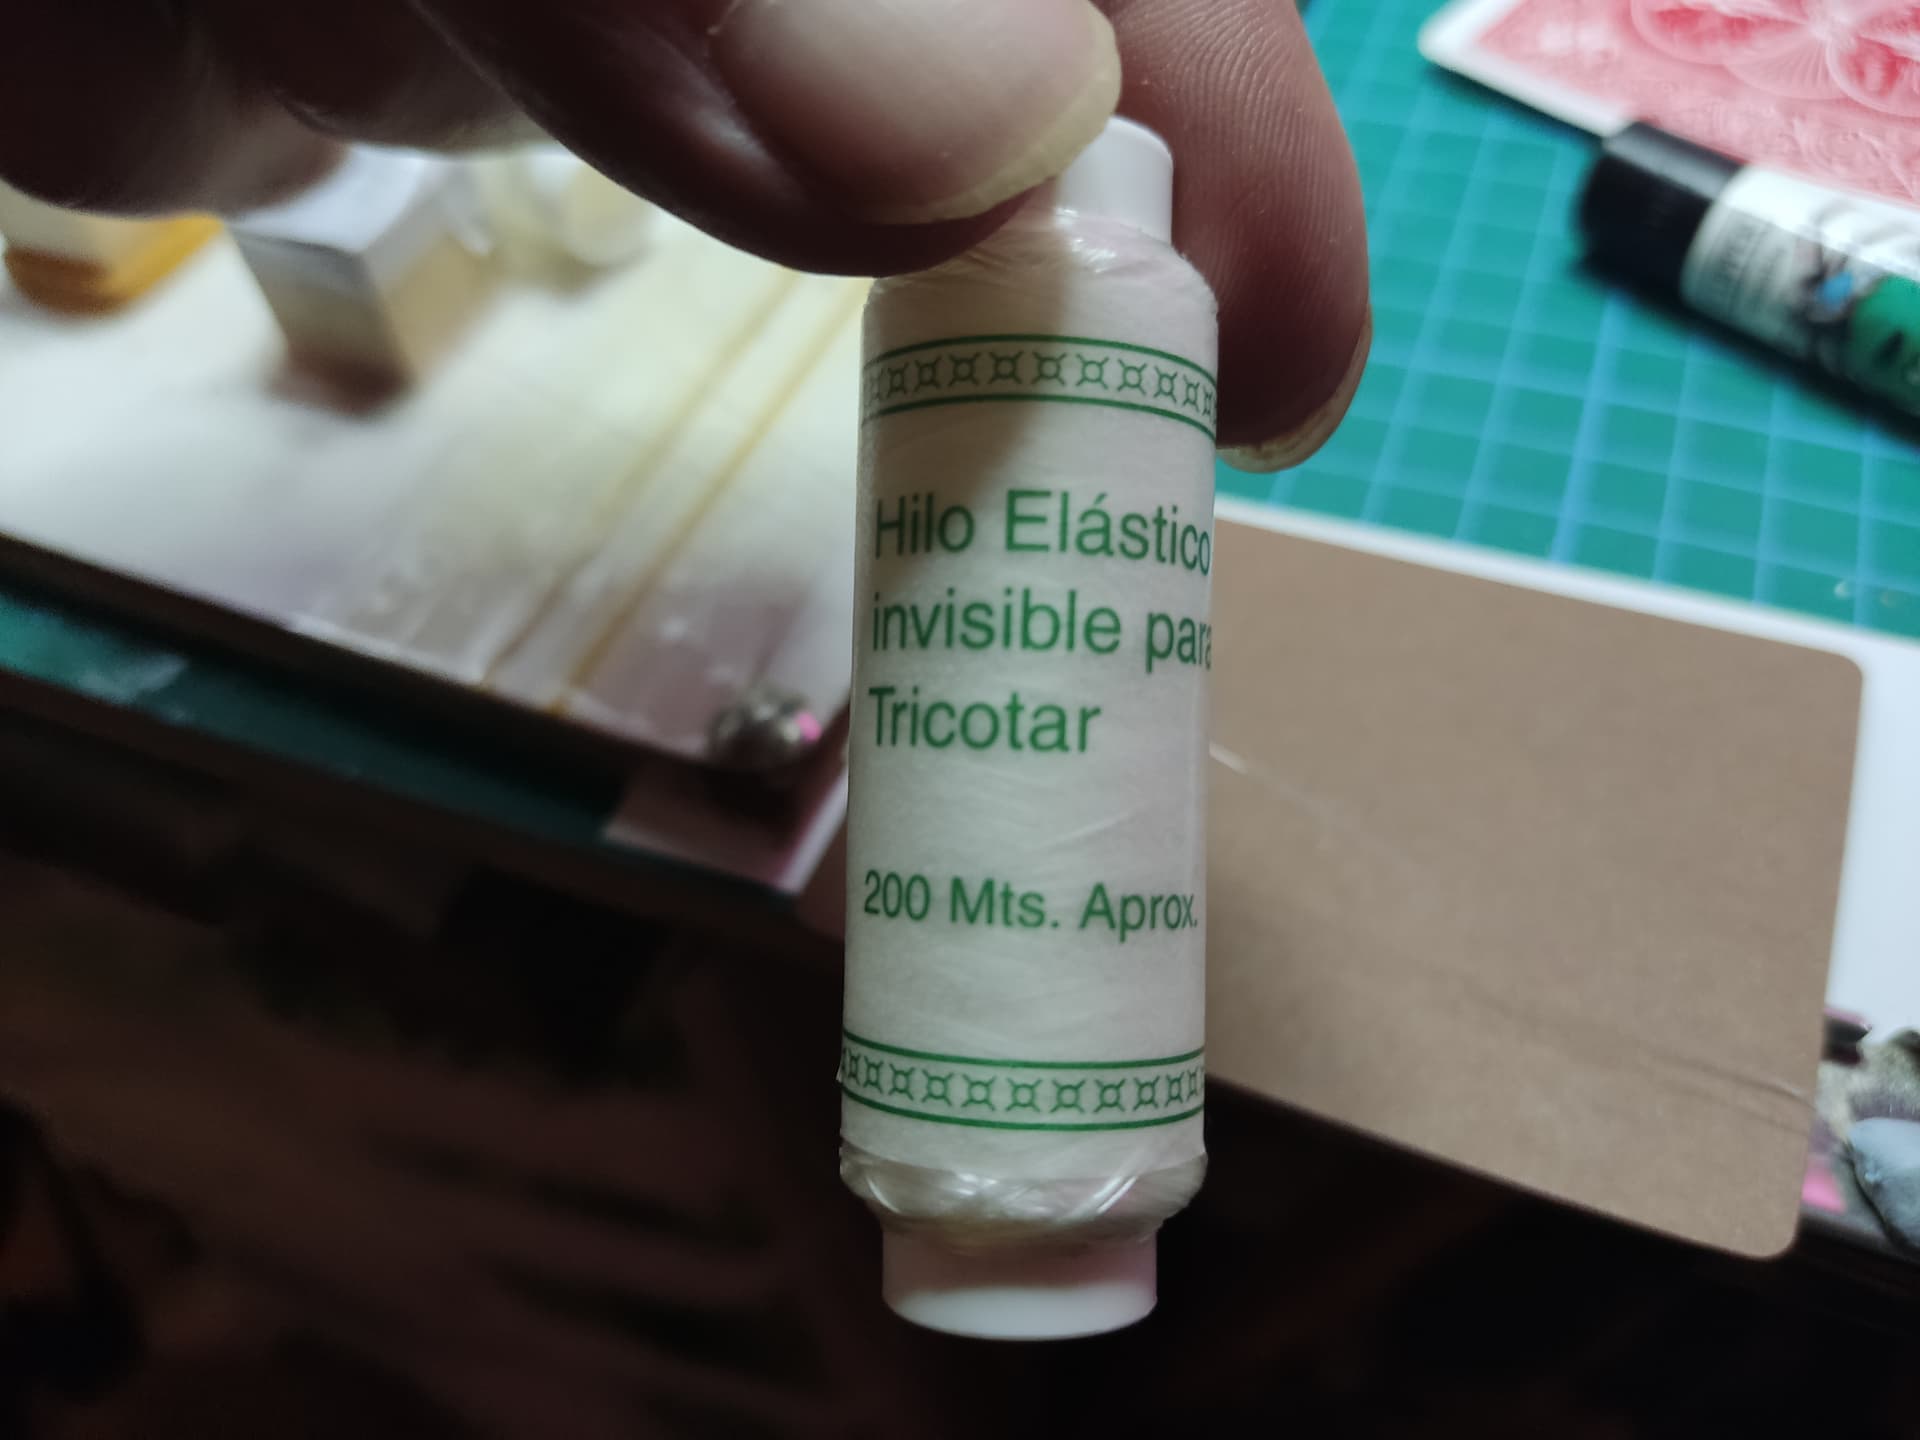 Hilo Elástico
invisible para
Tricotar
200 Mts. Aprox.